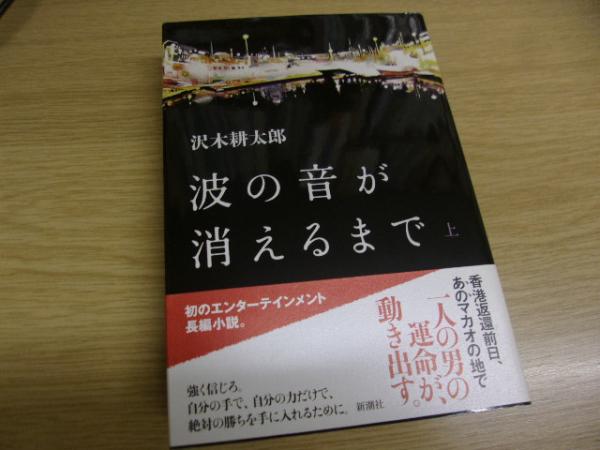 沢木耕太郎
波の音が
消えるまで 上
初のエンターテインメント
長編小説。
香港返還前日、
あのマカオの地で
一人の男の
運命が、
動き出す。
強く信じろ。
自分の手で、自分の力だけで、
絶対の勝ちを手に入れるために。
新潮社